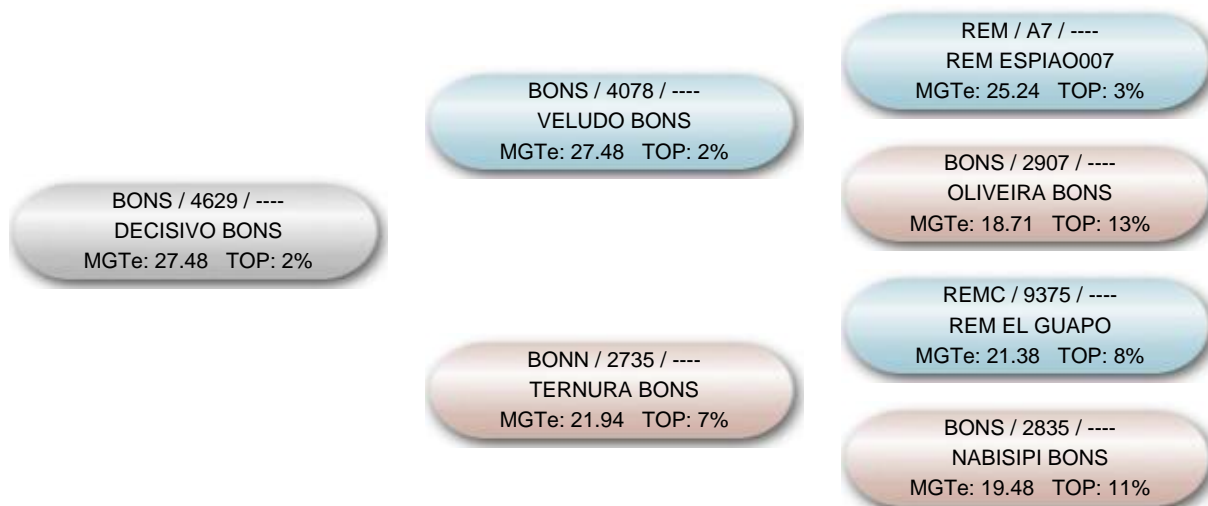 BONS / 4629 / ----
DECISIVO BONS
MGTe: 27.48 TOP: 2%
BONS / 4078 / ----
VELUDO BONS
MGTe: 27.48 TOP: 2%
BONN / 2735 / ----
TERNURA BONS
MGTe: 21.94 TOP: 7%
REM / A7 / ----
REM ESPIAO007
MGTe: 25.24 TOP: 3%
BONS / 2907 / ----
OLIVEIRA BONS
MGTe: 18.71 TOP: 13%
REMC / 9375 / ----
REM EL GUAPO
MGTe: 21.38 TOP: 8%
BONS / 2835 / ----
NABISIPI BONS
MGTe: 19.48 TOP: 11%